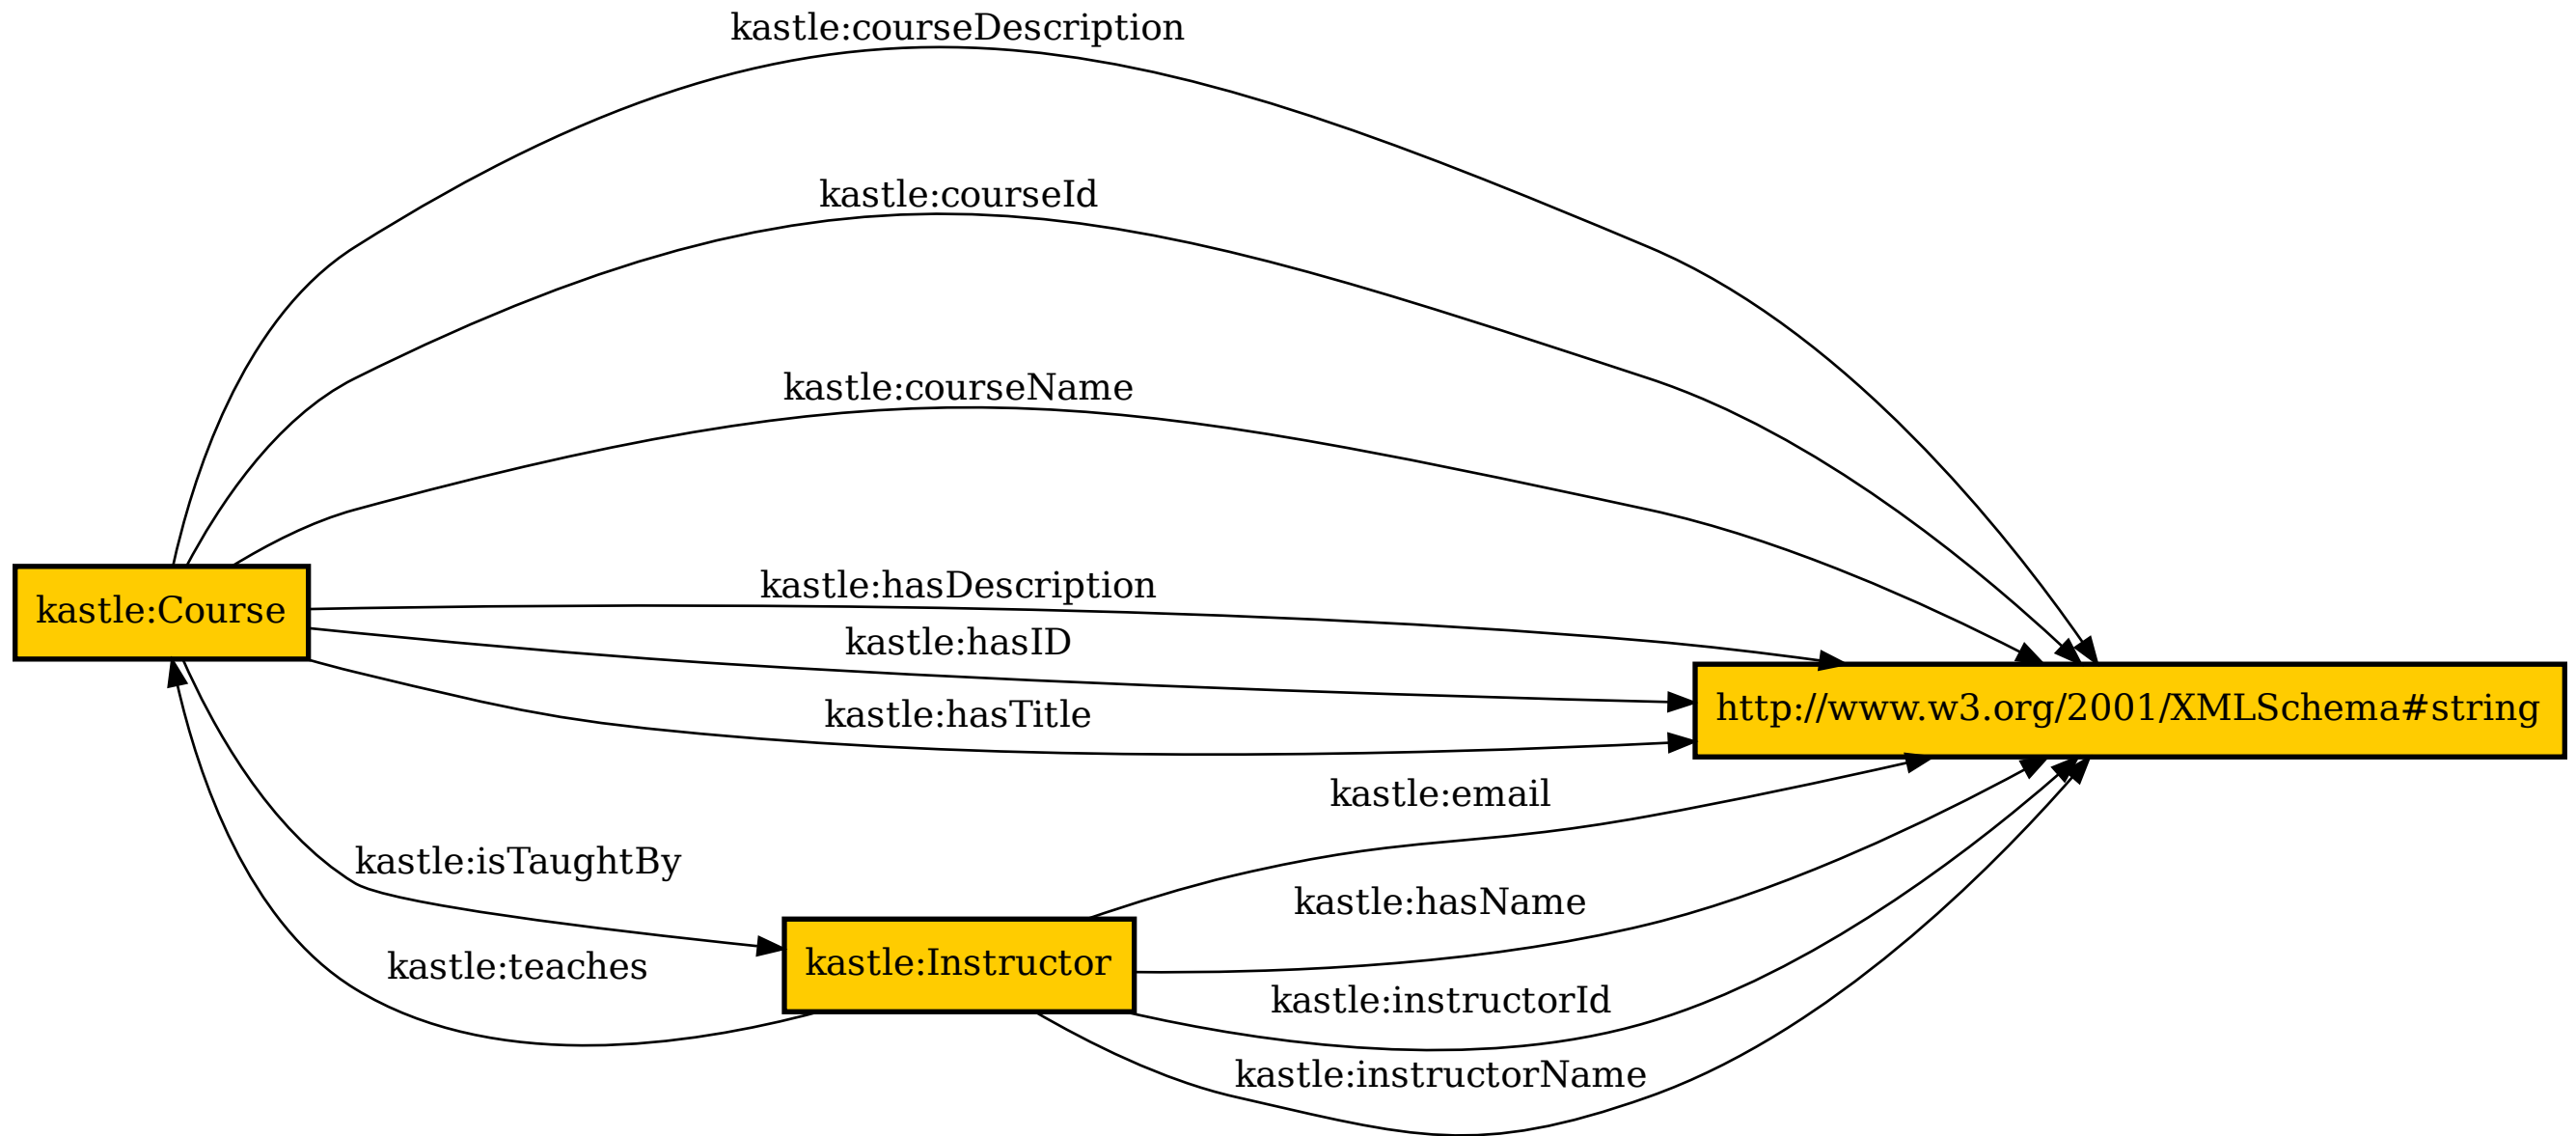 kastle:courseDescription
kastle:courseId
kastle:courseName
kastle:hasDescription
kastle:Course
kastle:hasID
http://www.w3.org/2001/XMLSchema#string
kastle:hasTitle
kastle:email
kastle:isTaughtBy
kastle:hasName
kastle:Instructor
kastle:teaches
kastle:instructorId
kastle:instructorName